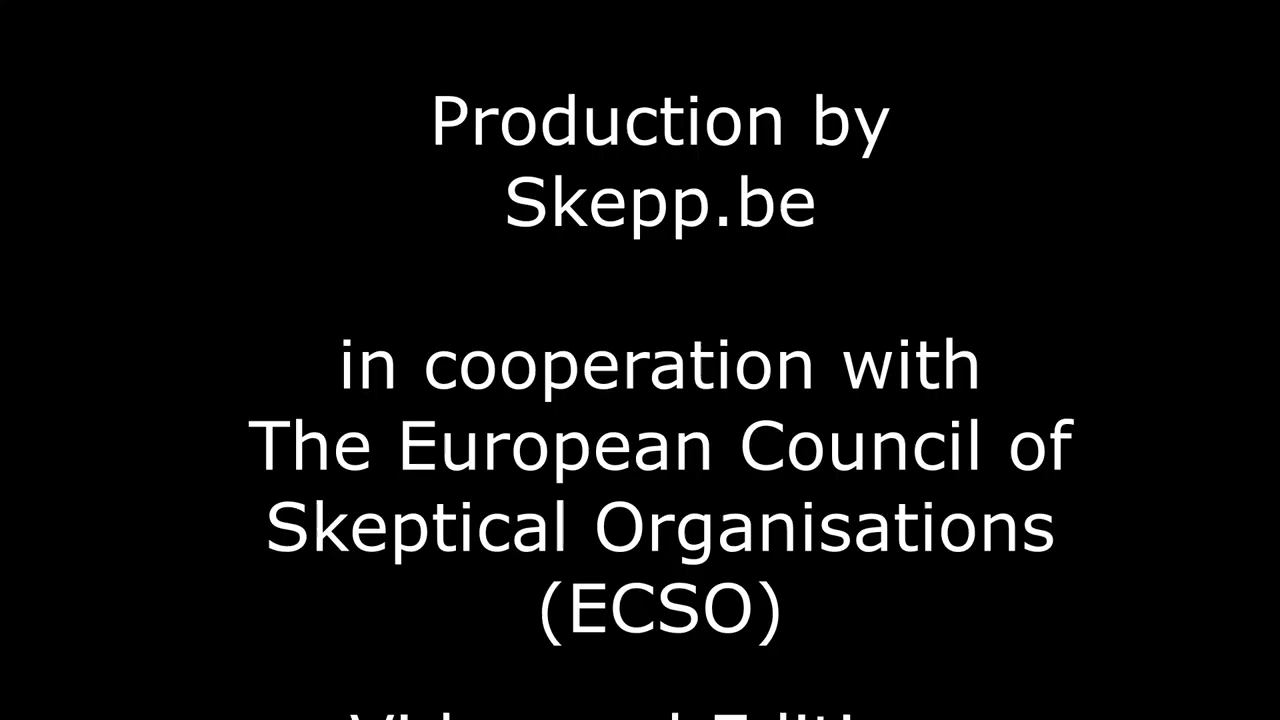 Production by
Skepp.be
in cooperation with
The European Council of
Skeptical Organisations
(ECSO)